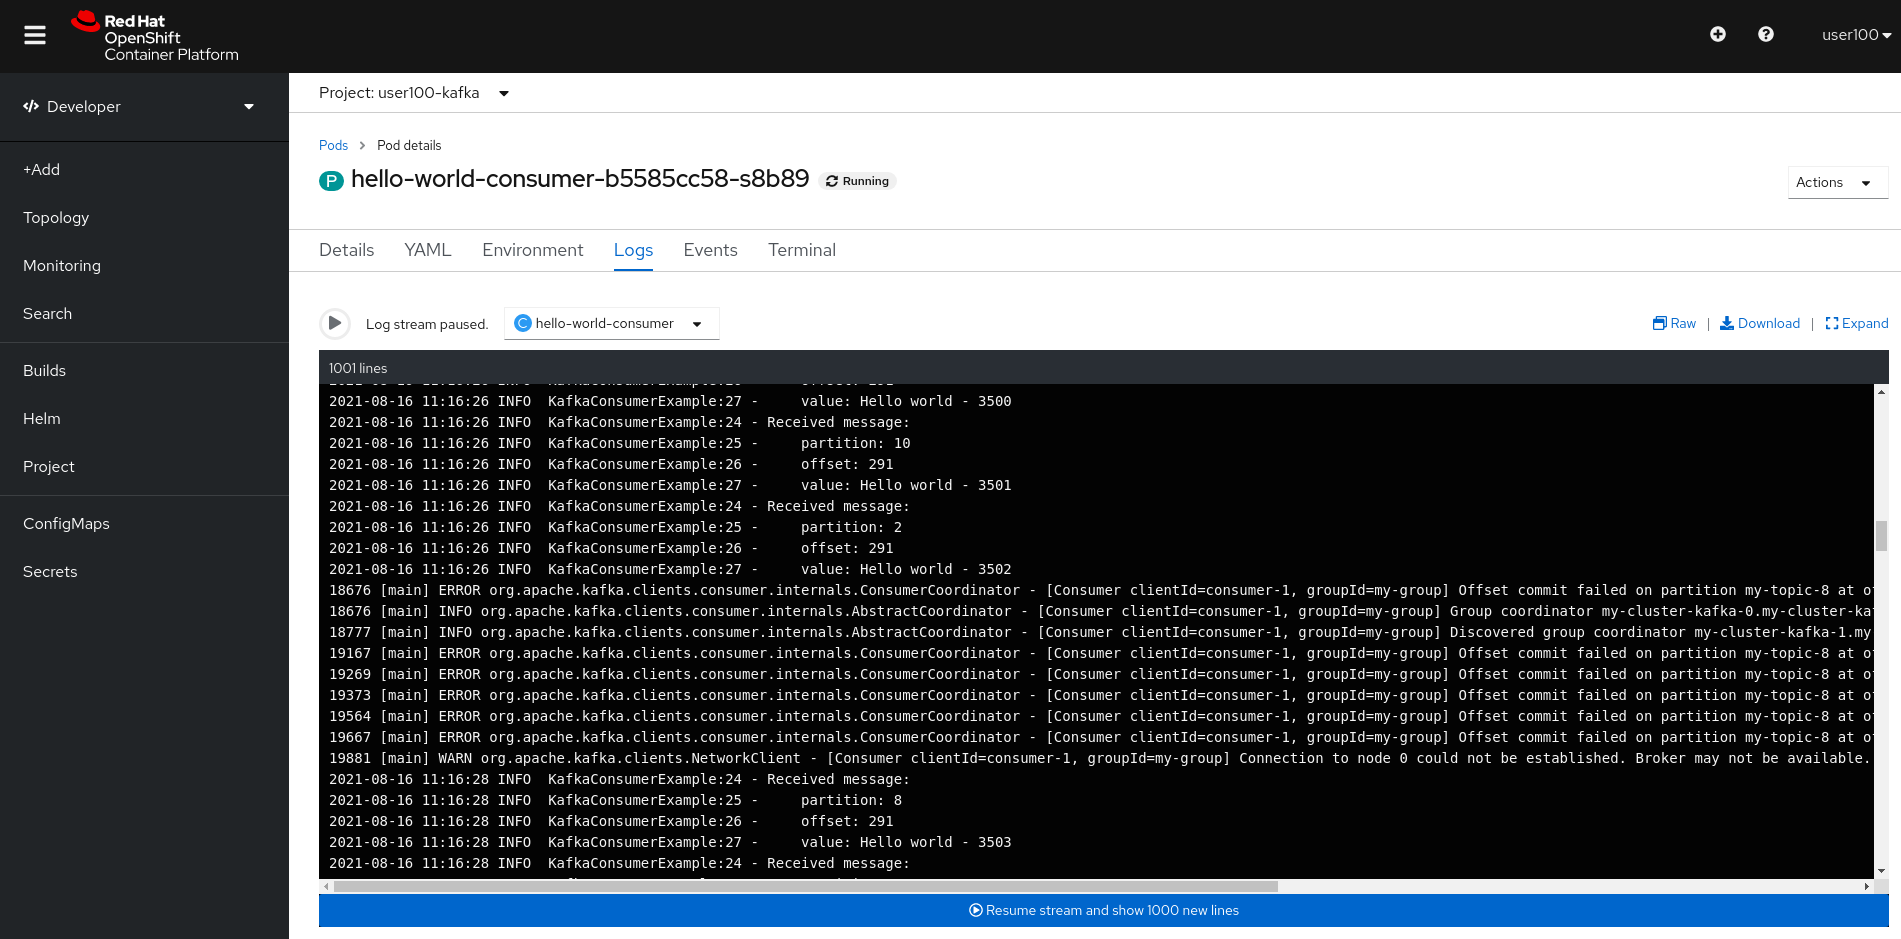 Red Hat
OpenShift
Container Platform
user100
Developer
+Add
Topology
Monitoring
Search
Builds
Helm
Project
ConfigMaps
Secrets
Project: user100-kafka
Pods > Pod details
P hello-world-consumer-b5585cc58-s8b89 Running
Actions
Details YAML Environment Logs Events Terminal
Log stream paused. C hello-world-consumer
Raw | Download | Expand
1001 lines
2021-08-16 11:16:26 INFO  KafkaConsumerExample:27 -     value: Hello world - 3500
2021-08-16 11:16:26 INFO  KafkaConsumerExample:24 - Received message:
2021-08-16 11:16:26 INFO  KafkaConsumerExample:25 -     partition: 10
2021-08-16 11:16:26 INFO  KafkaConsumerExample:26 -     offset: 291
2021-08-16 11:16:26 INFO  KafkaConsumerExample:27 -     value: Hello world - 3501
2021-08-16 11:16:26 INFO  KafkaConsumerExample:24 - Received message:
2021-08-16 11:16:26 INFO  KafkaConsumerExample:25 -     partition: 2
2021-08-16 11:16:26 INFO  KafkaConsumerExample:26 -     offset: 291
2021-08-16 11:16:26 INFO  KafkaConsumerExample:27 -     value: Hello world - 3502
18676 [main] ERROR org.apache.kafka.clients.consumer.internals.ConsumerCoordinator - [Consumer clientId=consumer-1, groupId=my-group] Offset commit failed on partition my-topic-8 at
18676 [main] INFO org.apache.kafka.clients.consumer.internals.AbstractCoordinator - [Consumer clientId=consumer-1, groupId=my-group] Group coordinator my-cluster-kafka-0.my-cluster-ka
18777 [main] INFO org.apache.kafka.clients.consumer.internals.AbstractCoordinator - [Consumer clientId=consumer-1, groupId=my-group] Discovered group coordinator my-cluster-kafka-1.my
19167 [main] ERROR org.apache.kafka.clients.consumer.internals.ConsumerCoordinator - [Consumer clientId=consumer-1, groupId=my-group] Offset commit failed on partition my-topic-8 at
19269 [main] ERROR org.apache.kafka.clients.consumer.internals.ConsumerCoordinator - [Consumer clientId=consumer-1, groupId=my-group] Offset commit failed on partition my-topic-8 at
19373 [main] ERROR org.apache.kafka.clients.consumer.internals.ConsumerCoordinator - [Consumer clientId=consumer-1, groupId=my-group] Offset commit failed on partition my-topic-8 at
19564 [main] ERROR org.apache.kafka.clients.consumer.internals.ConsumerCoordinator - [Consumer clientId=consumer-1, groupId=my-group] Offset commit failed on partition my-topic-8 at
19667 [main] ERROR org.apache.kafka.clients.consumer.internals.ConsumerCoordinator - [Consumer clientId=consumer-1, groupId=my-group] Offset commit failed on partition my-topic-8 at
19881 [main] WARN org.apache.kafka.clients.NetworkClient - [Consumer clientId=consumer-1, groupId=my-group] Connection to node 0 could not be established. Broker may not be available.
2021-08-16 11:16:28 INFO  KafkaConsumerExample:24 - Received message:
2021-08-16 11:16:28 INFO  KafkaConsumerExample:25 -     partition: 8
2021-08-16 11:16:28 INFO  KafkaConsumerExample:26 -     offset: 291
2021-08-16 11:16:28 INFO  KafkaConsumerExample:27 -     value: Hello world - 3503
2021-08-16 11:16:28 INFO  KafkaConsumerExample:24 - Received message:
Resume stream and show 1000 new lines